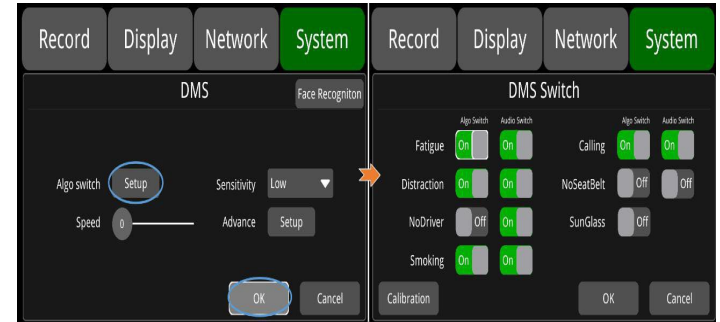 Record Display Network System
DMS
Face Recogniton
Algo switch Setup Sensitivity Low
Speed 0 Advance Setup
OK Cancel
Record Display Network System
DMS Switch
Algo Switch Audio Switch Algo Switch Audio Switch
Fatigue On On Calling On On
Distraction On On NoSeatBelt Off Off
NoDriver Off On SunGlass Off
Smoking On On
Calibration OK Cancel